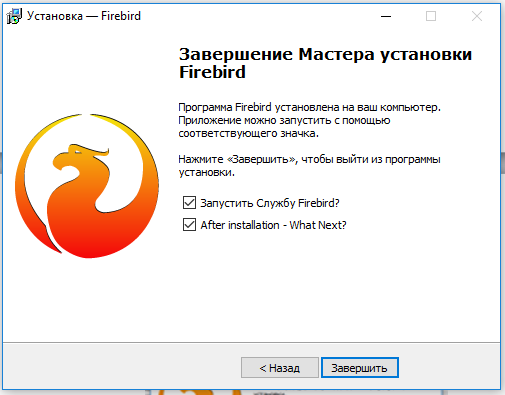 Установка — Firebird
Завершение Мастера установки
Firebird
Программа Firebird установлена на ваш компьютер.
Приложение можно запустить с помощью
соответствующего значка.
Нажмите «Завершить», чтобы выйти из программы
установки.
Запустить Службу Firebird?
After installation - What Next?
< Назад
Завершить